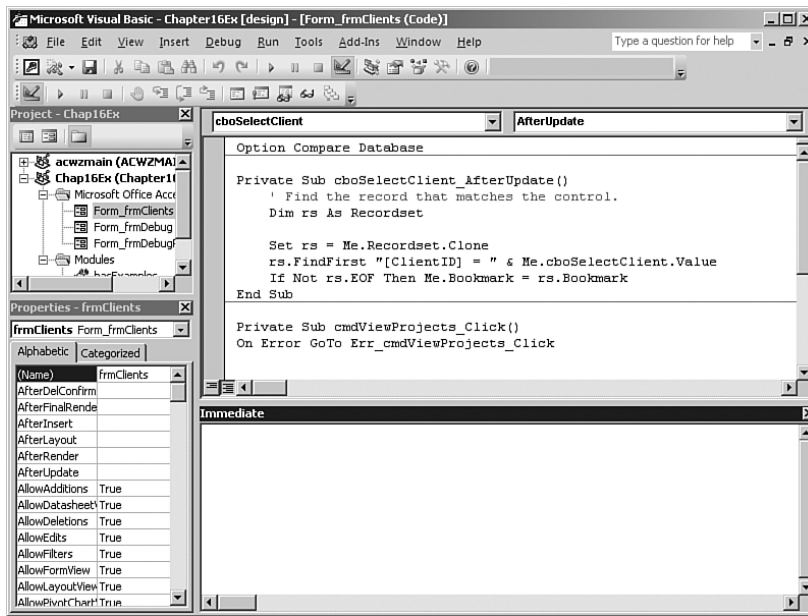 Microsoft Visual Basic - Chapter16Ex [design] - [Form_frmClients (Code)]
File Edit View Insert Debug Run Tools Add-Ins Window Help
Type a question for help
Project - Chap16Ex
acwzmain (ACWZMAI
Chap16Ex (Chapter1
Microsoft Office Acce
Form_frmClients
Form_frmDebug
Form_frmDebug
Modules
basExamples
Properties - frmClients
frmClients Form_frmClients
Alphabetic Categorized
(Name) frmClients
AfterDelConfirm
AfterFinalRende
AfterInsert
AfterLayout
AfterRender
AfterUpdate
AllowAdditions True
AllowDatasheet True
AllowDeletions True
AllowEdits True
AllowFilters True
AllowFormView True
AllowLayoutView True
AllowPivotChart True
cboSelectClient
AfterUpdate
Option Compare Database
Private Sub cboSelectClient_AfterUpdate()
' Find the record that matches the control.
Dim rs As Recordset
Set rs = Me.Recordset.Clone
rs.FindFirst "[ClientID] = " & Me.cboSelectClient.Value
If Not rs.EOF Then Me.Bookmark = rs.Bookmark
End Sub
Private Sub cmdViewProjects_Click()
On Error GoTo Err_cmdViewProjects_Click
Immediate